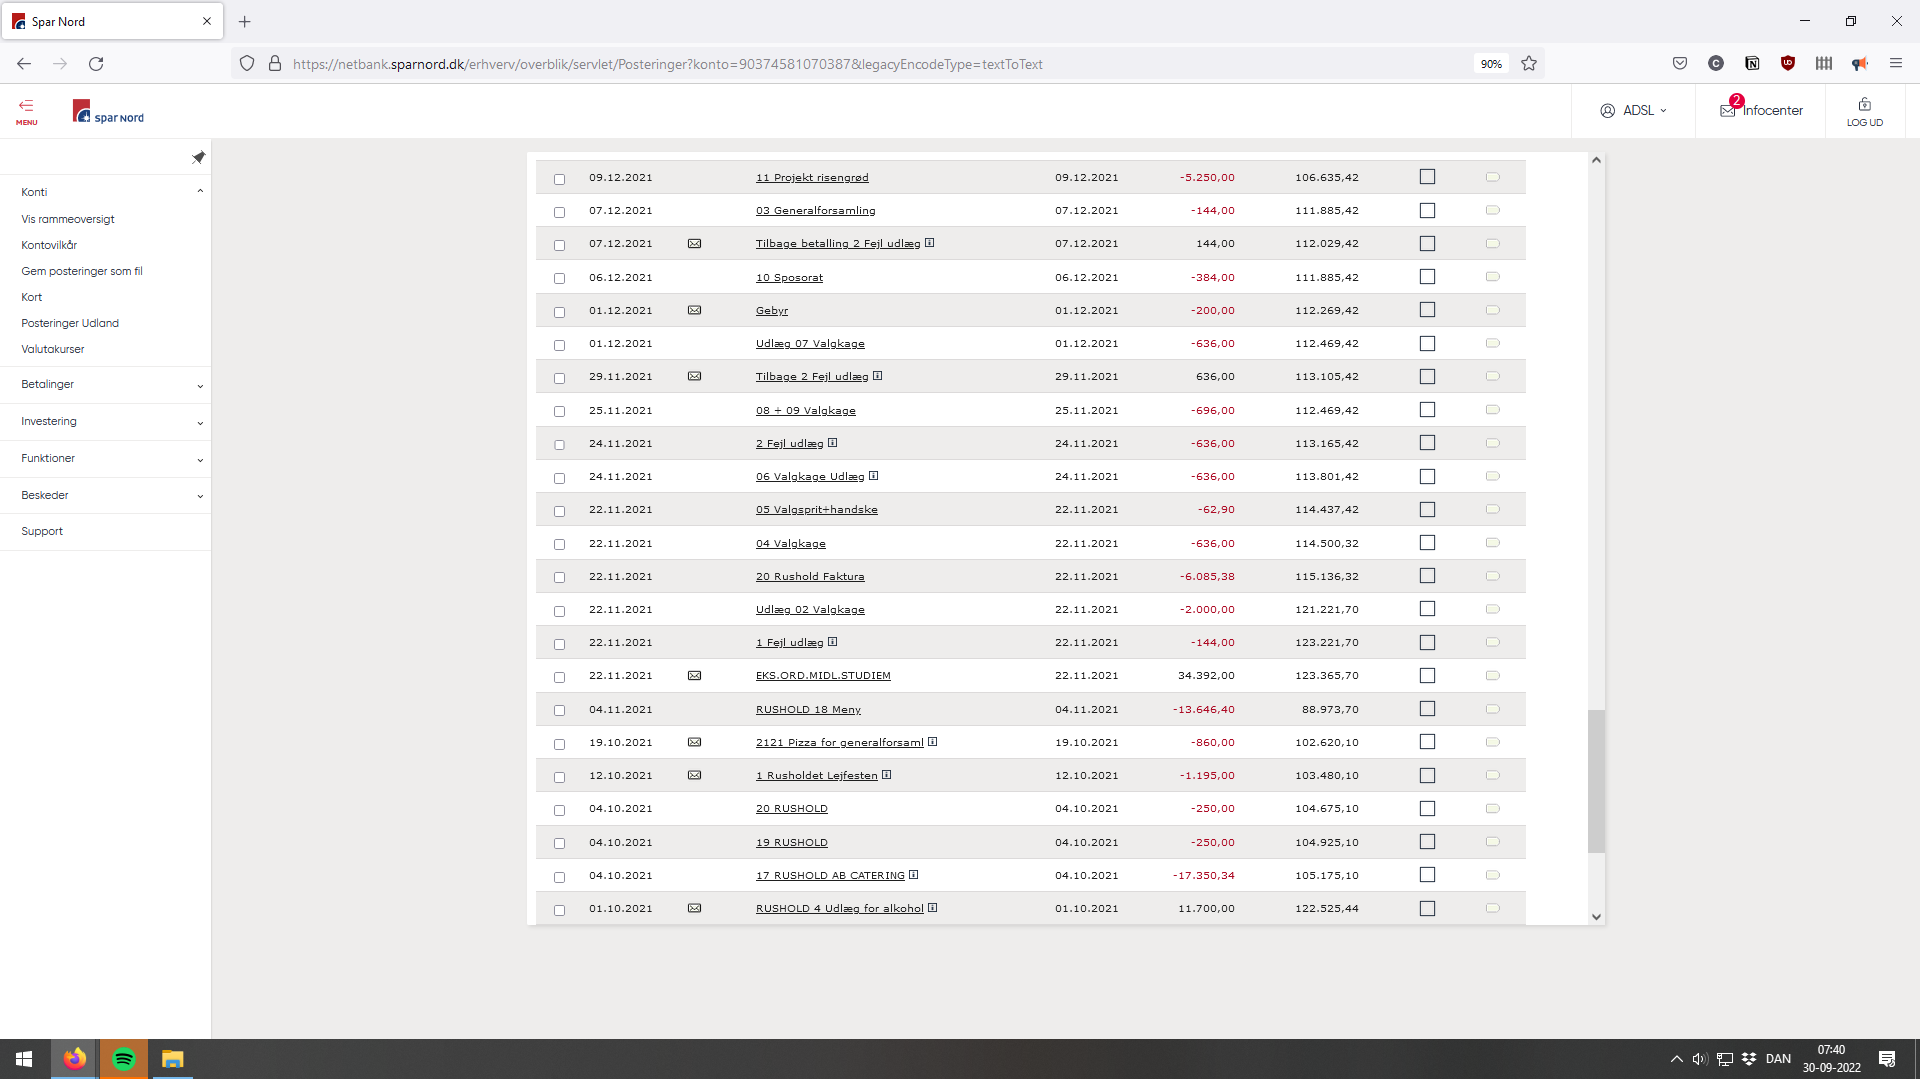 Spar Nord
https://netbank.sparnord.dk/erhverv/overblik/servlet/Posteringer?konto=90374581070387&legacyEncodeType=textToText
90%
MENU
spar nord
ADSL
2
Infocenter
LOG UD
Konti
Vis rammeoversigt
Kontovilkår
Gem posteringer som fil
Kort
Posteringer Udland
Valutakurser
Betalinger
Investering
Funktioner
Beskeder
Support
09.12.2021 11 Projekt risengrød 09.12.2021 -5.250,00 106.635,42
07.12.2021 03 Generalforsamling 07.12.2021 -144,00 111.885,42
07.12.2021 Tilbage betalling 2 Fejl udlæg 07.12.2021 144,00 112.029,42
06.12.2021 10 Sposorat 06.12.2021 -384,00 111.885,42
01.12.2021 Gebyr 01.12.2021 -200,00 112.269,42
01.12.2021 Udlæg 07 Valgkage 01.12.2021 -636,00 112.469,42
29.11.2021 Tilbage 2 Fejl udlæg 29.11.2021 636,00 113.105,42
25.11.2021 08 + 09 Valgkage 25.11.2021 -696,00 112.469,42
24.11.2021 2 Fejl udlæg 24.11.2021 -636,00 113.165,42
24.11.2021 06 Valgkage Udlæg 24.11.2021 -636,00 113.801,42
22.11.2021 05 Valgsprit+handske 22.11.2021 -62,90 114.437,42
22.11.2021 04 Valgkage 22.11.2021 -636,00 114.500,32
22.11.2021 20 Rushold Faktura 22.11.2021 -6.085,38 115.136,32
22.11.2021 Udlæg 02 Valgkage 22.11.2021 -2.000,00 121.221,70
22.11.2021 1 Fejl udlæg 22.11.2021 -144,00 123.221,70
22.11.2021 EKS.ORD.MIDL.STUDIEM 22.11.2021 34.392,00 123.365,70
04.11.2021 RUSHOLD 18 Meny 04.11.2021 -13.646,40 88.973,70
19.10.2021 2121 Pizza for generalforsaml 19.10.2021 -860,00 102.620,10
12.10.2021 1 Rusholdet Lejfesten 12.10.2021 -1.195,00 103.480,10
04.10.2021 20 RUSHOLD 04.10.2021 -250,00 104.675,10
04.10.2021 19 RUSHOLD 04.10.2021 -250,00 104.925,10
04.10.2021 17 RUSHOLD AB CATERING 04.10.2021 -17.350,34 105.175,10
01.10.2021 RUSHOLD 4 Udlæg for alkohol 01.10.2021 11.700,00 122.525,44
DAN
07:40
30-09-2022